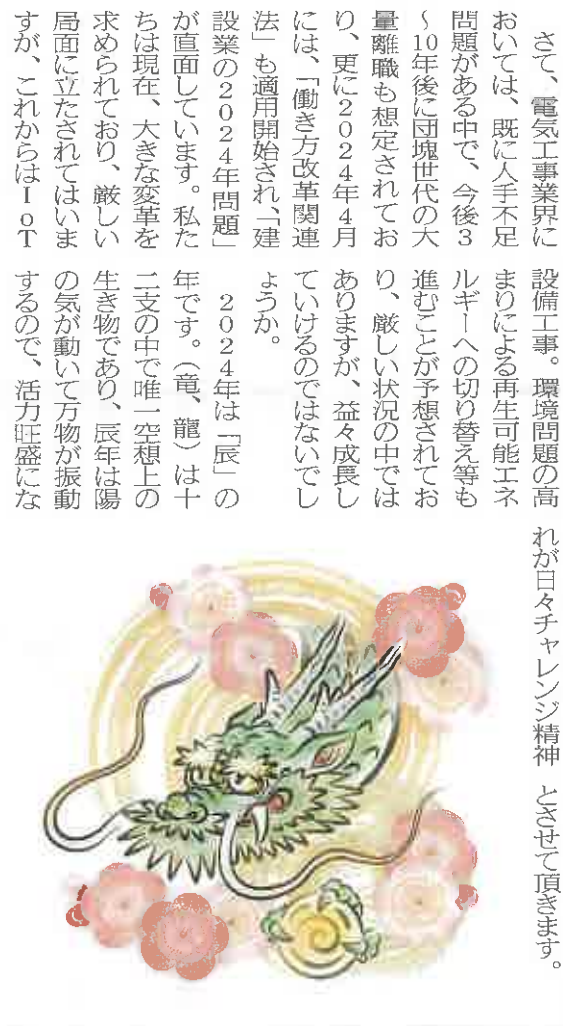 さて、電気工事業界に
おいては、既に人手不足
問題がある中で、今後3
～10年後に団塊世代の大
量離職も想定されてお
り、更に2024年4月
には、「働き方改革関連
法」も適用開始され、「建
設業の2024年問題」
が直面しています。私た
ちは現在、大きな変革を
求められており、厳しい
局面に立たされてはいま
すが、これからはIoT
設備工事。環境問題の高
まりによる再生可能エネ
ルギーへの切り替え等も
進むことが予想されてお
り、厳しい状況の中では
ありますが、益々成長し
ていけるのではないでし
ょうか。
2024年は「辰」の
年です。（竜、龍）は十
二支の中で唯一空想上の
生き物であり、辰年は陽
の気が動いて万物が振動
するので、活力旺盛にな
れが日々チャレンジ精神
とさせて頂きます。